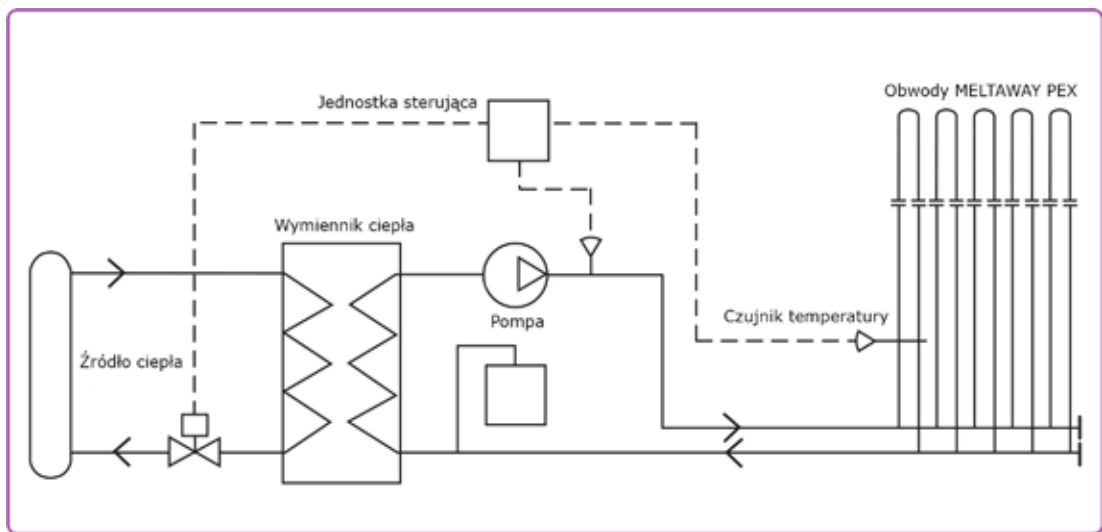 Obwody MELTAWAY PEX
Jednostka sterująca
Wymiennik ciepła
Czujnik temperatury
Pompa
Źródło ciepła